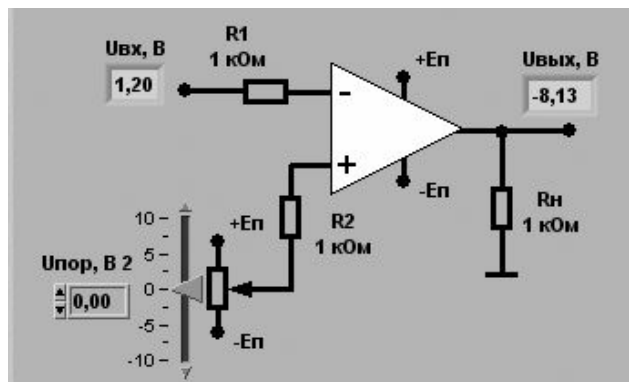 R1
Uвх, В
1 кОм
1,20
+Еп
Uвых, В
-8,13
-
+
-Еп
R2
1 кОм
Rн
1 кОм
10
+Еп
5
Uпор, В 2
0
0,00
-5
-Еп
-10